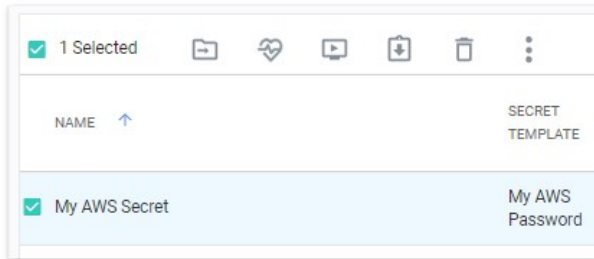 1 Selected
NAME
SECRET
TEMPLATE
My AWS Secret
My AWS
Password